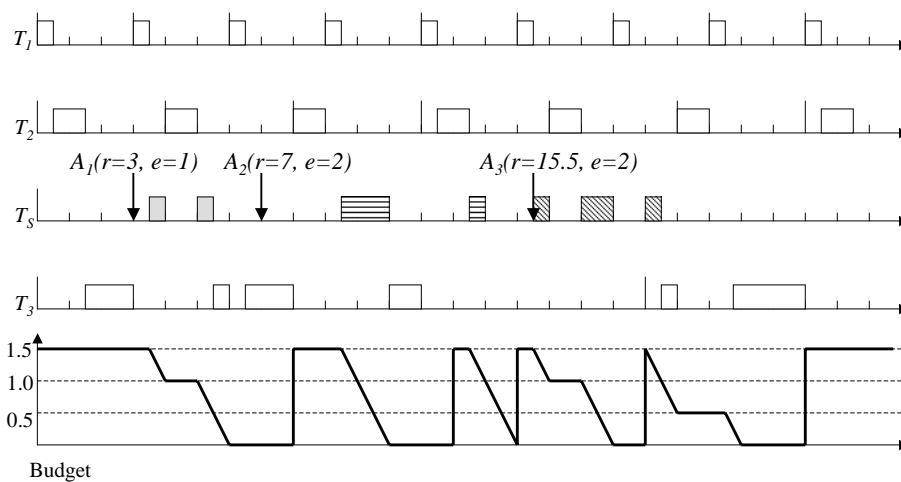 T1
T2
A1(r=3, e=1) A2(r=7, e=2) A3(r=15.5, e=2)
TS
T3
1.5
1.0
0.5
Budget